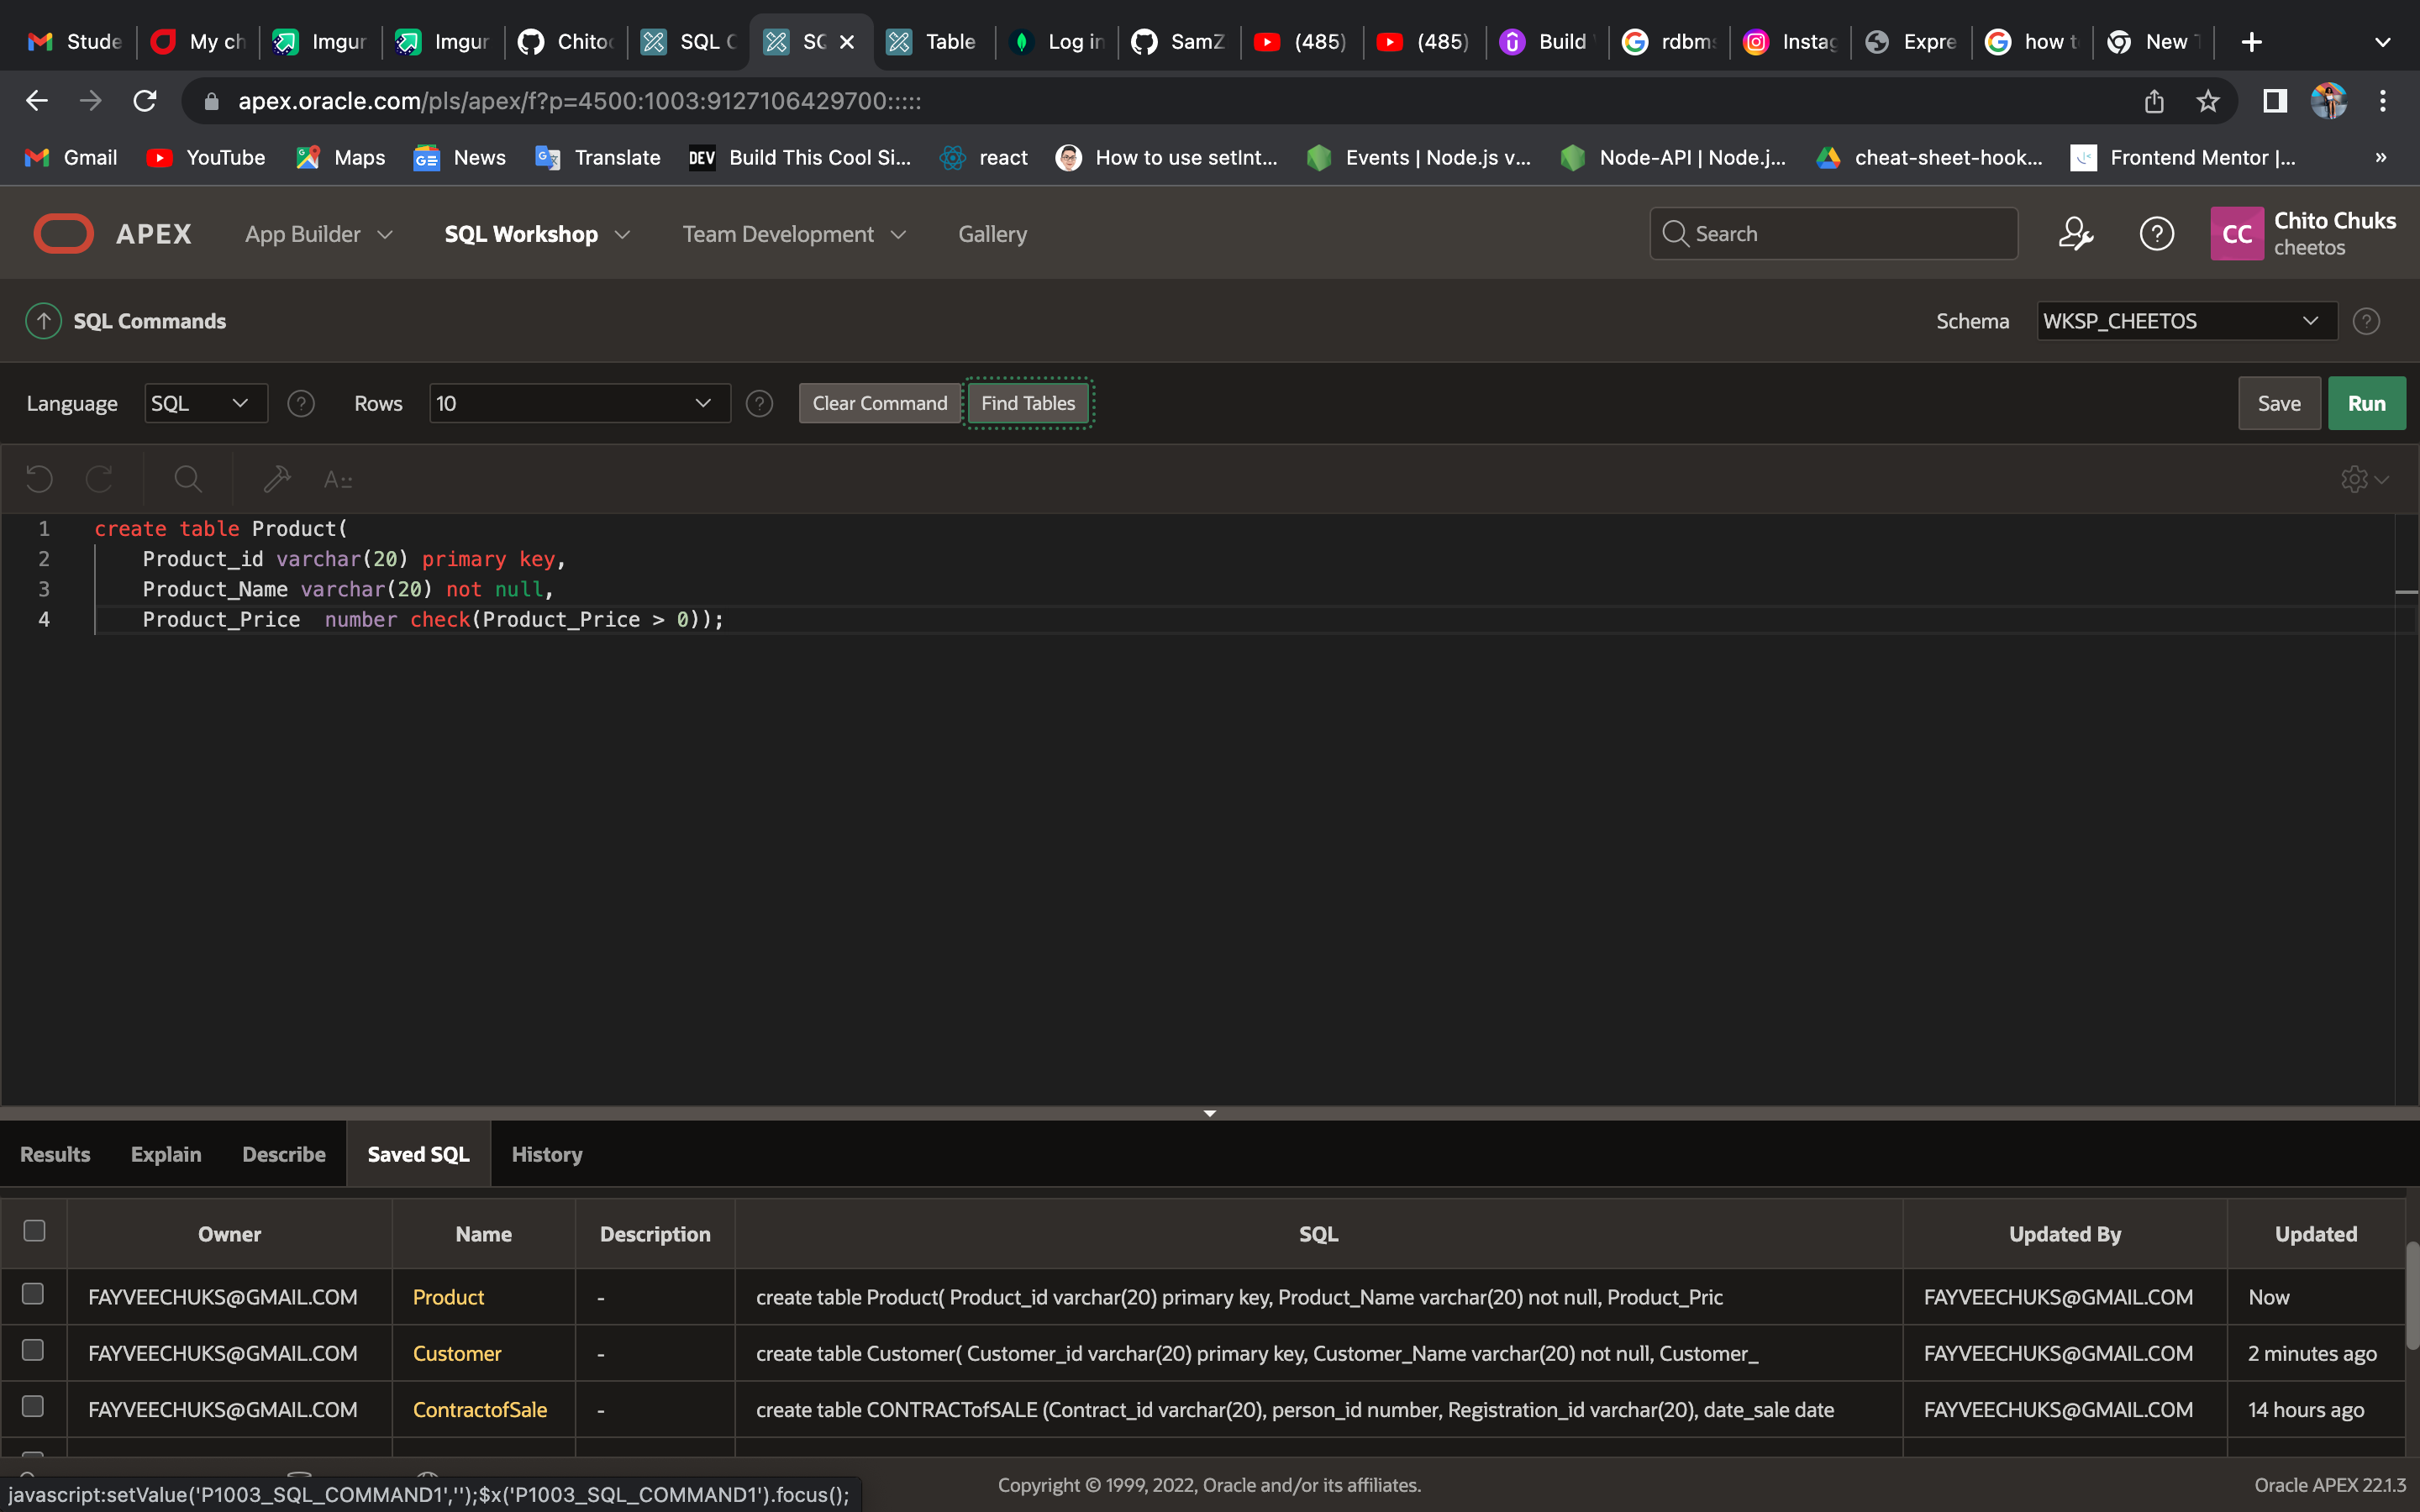 Stude My ch Imgur Imgur Chitoc SQL C SQ Table Log in SamZ (485) (485) Build rdbms Instag Expre how to New T
apex.oracle.com/pls/apex/f?p=4500:1003:9127106429700:::::
Gmail YouTube Maps News Translate DEV Build This Cool Si... react How to use setInt... Events | Node.js v... Node-API | Node.j... cheat-sheet-hook... Frontend Mentor |... »
APEX App Builder SQL Workshop Team Development Gallery Search CC Chito Chuks
cheetos
SQL Commands Schema WKSP_CHEETOS
Language SQL Rows 10 Clear Command Find Tables Save Run
1 create table Product(
2 Product_id varchar(20) primary key,
3 Product_Name varchar(20) not null,
4 Product_Price  number check(Product_Price > 0));
Results Explain Describe Saved SQL History
Owner Name Description SQL Updated By Updated
FAYVEECHUKS@GMAIL.COM Product - create table Product( Product_id varchar(20) primary key, Product_Name varchar(20) not null, Product_Pric FAYVEECHUKS@GMAIL.COM Now
FAYVEECHUKS@GMAIL.COM Customer - create table Customer( Customer_id varchar(20) primary key, Customer_Name varchar(20) not null, Customer_ FAYVEECHUKS@GMAIL.COM 2 minutes ago
FAYVEECHUKS@GMAIL.COM ContractofSale - create table CONTRACTofSALE (Contract_id varchar(20), person_id number, Registration_id varchar(20), date_sale date FAYVEECHUKS@GMAIL.COM 14 hours ago
javascript:setValue('P1003_SQL_COMMAND1','');$x('P1003_SQL_COMMAND1').focus(); Copyright © 1999, 2022, Oracle and/or its affiliates. Oracle APEX 22.1.3